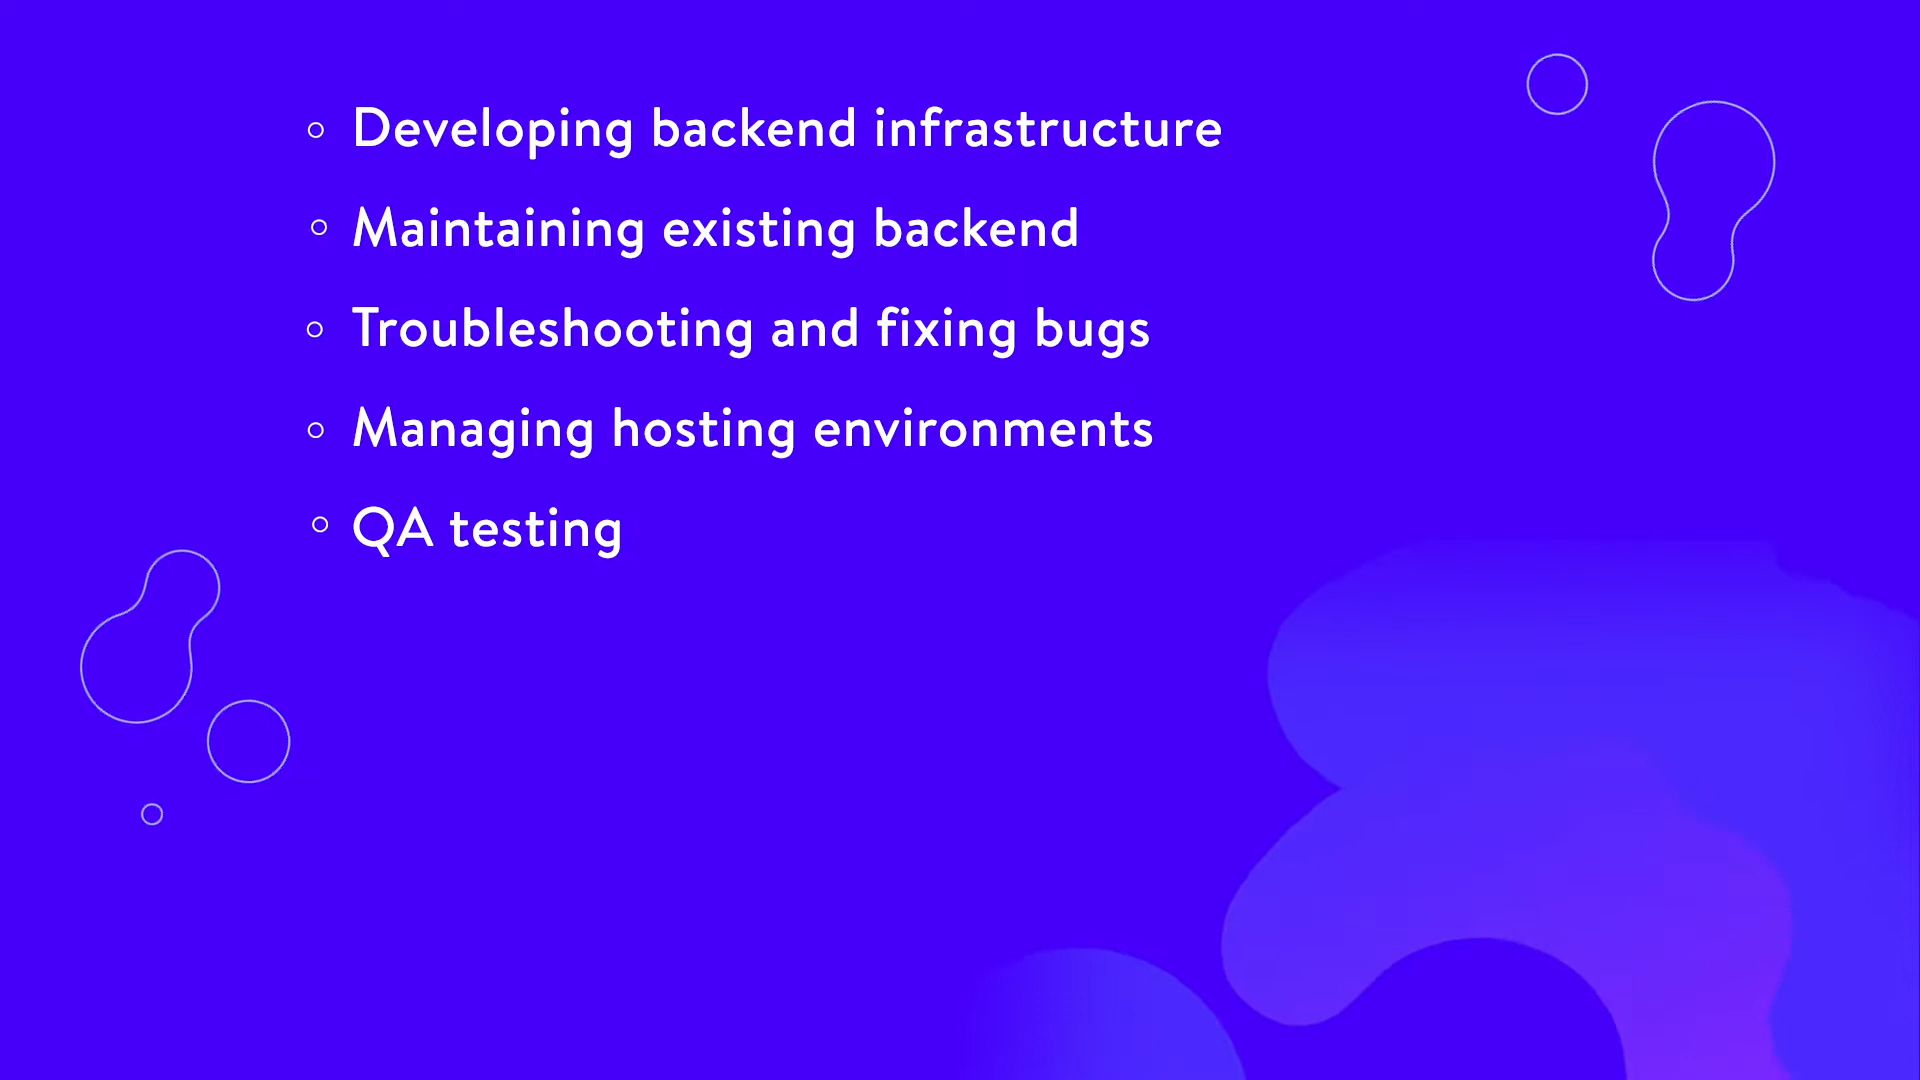 Developing backend infrastructure
Maintaining existing backend
Troubleshooting and fixing bugs
Managing hosting environments
QA testing